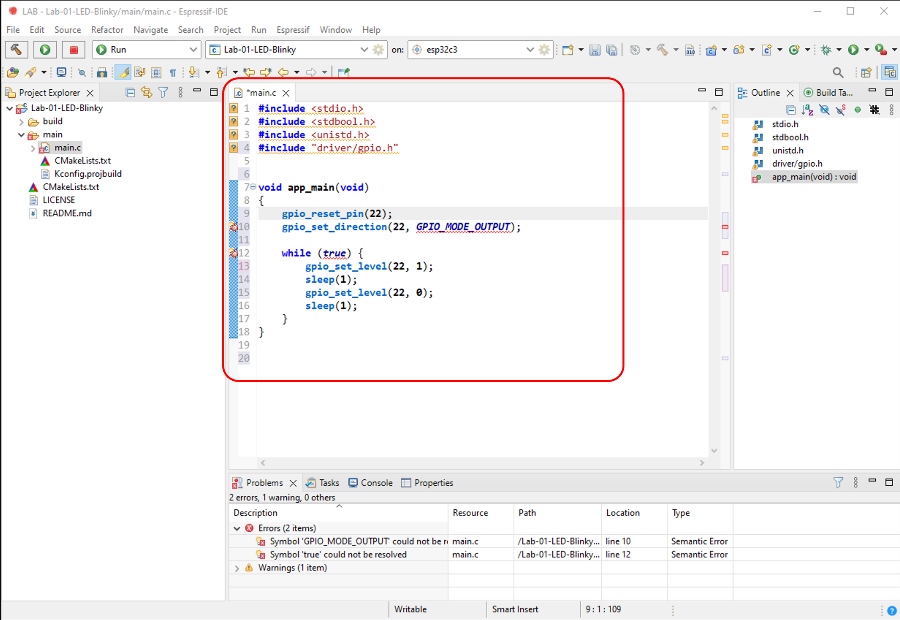 LAB - Lab-01-LED-Blinky/main/main.c - Espressif-IDE
File Edit Source Refactor Navigate Search Project Run Espressif Window Help
Run Lab-01-LED-Blinky on: esp32c3
Project Explorer
Lab-01-LED-Blinky
build
main
main.c
CMakeLists.txt
Kconfig.projbuild
CMakeLists.txt
LICENSE
README.md
*main.c
1 #include <stdio.h>
2 #include <stdbool.h>
3 #include <unistd.h>
4 #include "driver/gpio.h"
5
6
7 void app_main(void)
8 {
9 gpio_reset_pin(22);
10 gpio_set_direction(22, GPIO_MODE_OUTPUT);
11
12 while (true) {
13 gpio_set_level(22, 1);
14 sleep(1);
15 gpio_set_level(22, 0);
16 sleep(1);
17 }
18 }
19
20
Outline Build Ta...
stdio.h
stdbool.h
unistd.h
driver/gpio.h
app_main(void) : void
Problems Tasks Console Properties
2 errors, 1 warning, 0 others
Description Resource Path Location Type
Errors (2 items)
Symbol 'GPIO_MODE_OUTPUT' could not be r main.c /Lab-01-LED-Blinky... line 10 Semantic Error
Symbol 'true' could not be resolved main.c /Lab-01-LED-Blinky... line 12 Semantic Error
Warnings (1 item)
Writable Smart Insert 9 : 1 : 109